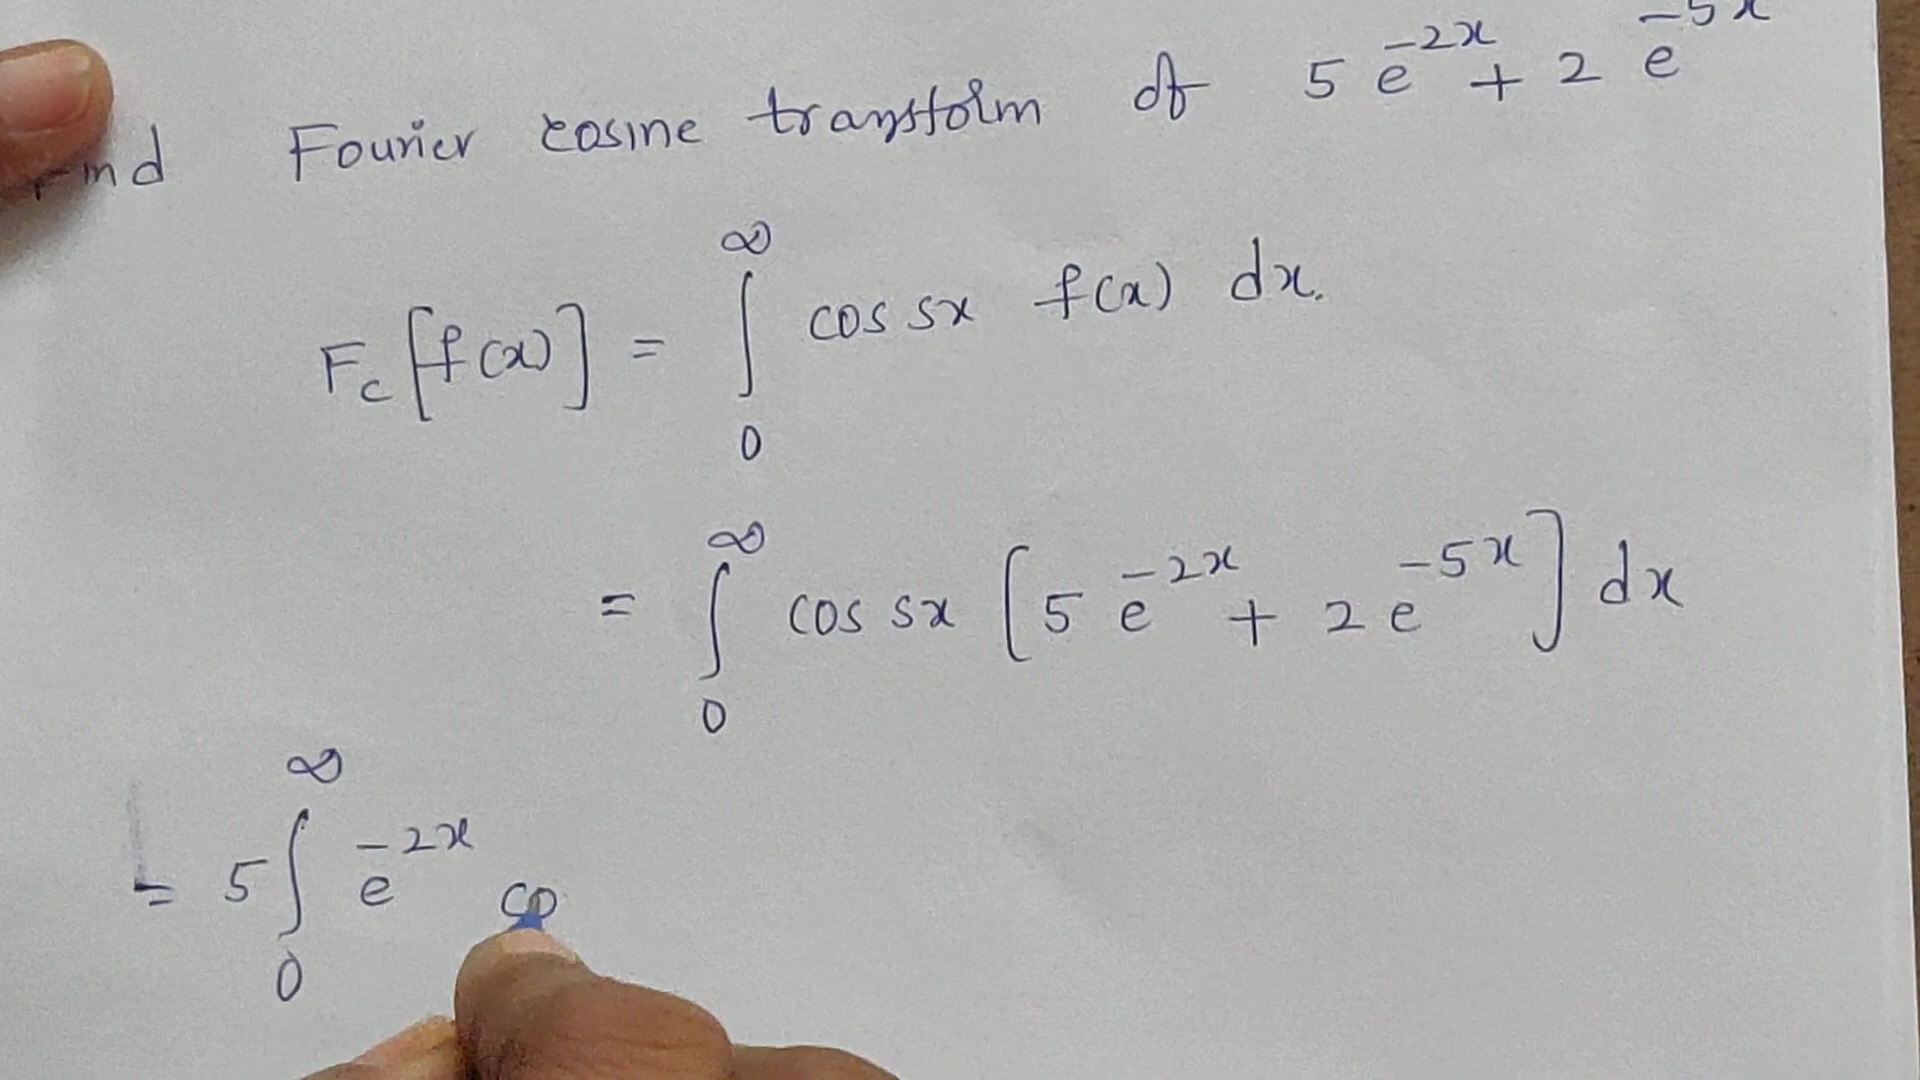 Find Fourier cosine transform of 5 e^{-2x} + 2 e^{-5x}
F_c [f(x)] = ∫_0^∞ cos sx f(x) dx.
= ∫_0^∞ cos sx [5 e^{-2x} + 2 e^{-5x}] dx
= 5 ∫_0^∞ e^{-2x} co